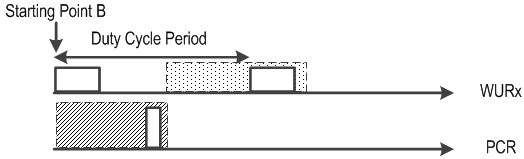 Starting Point B
Duty Cycle Period
WURx
PCR